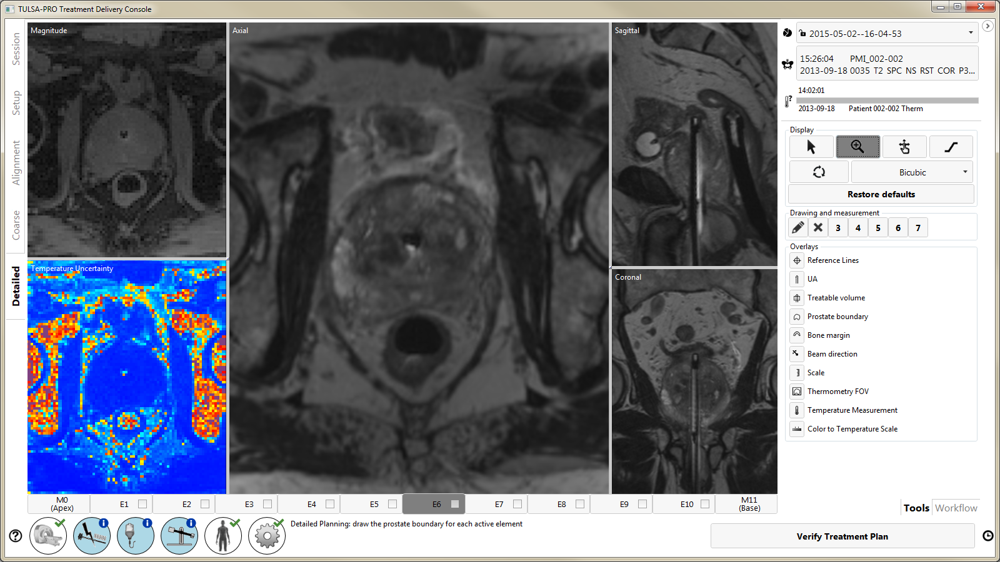 TULSA-PRO Treatment Delivery Console
Session
Setup
Alignment
Coarse
Detailed
Magnitude
Axial
Sagittal
Temperature Uncertainty
Coronal
2015-05-02--16-04-53
15:26:04 PMI_002-002
2013-09-18 0035 T2 SPC NS RST COR P3...
14:02:01
2013-09-18 Patient 002-002 Therm
Display
Bicubic
Restore defaults
Drawing and measurement
3 4 5 6 7
Overlays
Reference Lines
UA
Treatable volume
Prostate boundary
Bone margin
Beam direction
Scale
Thermometry FOV
Temperature Measurement
Color to Temperature Scale
M0 (Apex) E1 E2 E3 E4 E5 E6 E7 E8 E9 E10 M11 (Base)
Tools Workflow
Detailed Planning: draw the prostate boundary for each active element
Verify Treatment Plan